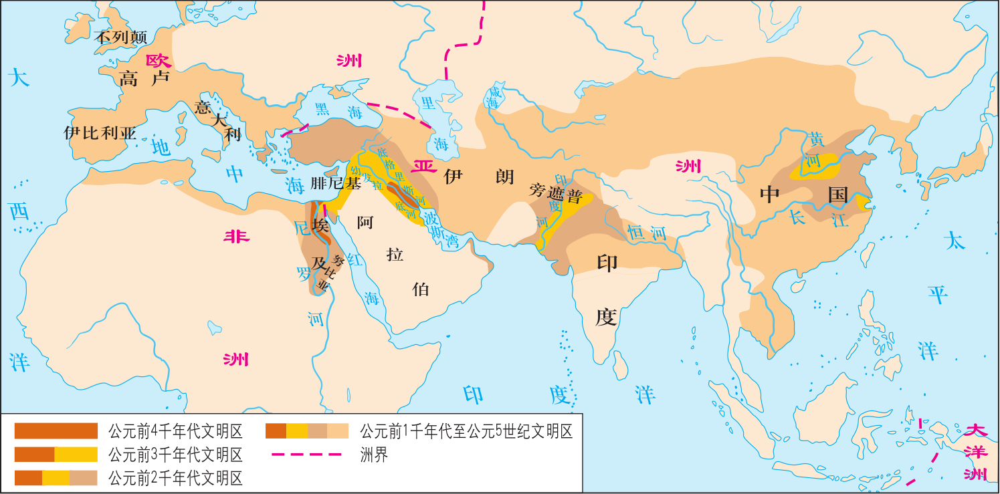 不列颠
欧洲
高卢
大西洋
意大利
伊比利亚
地中海
黑海
里海
咸海
亚洲
底格里斯河
幼发拉底河
腓尼基
伊朗
旁遮普
印度河
恒河
黄河
中国
长江
太平洋
波斯湾
阿拉伯
埃及
尼罗河
努比亚
红海
非洲
印度
印度洋
大洋洲
公元前4千年代文明区
公元前3千年代文明区
公元前2千年代文明区
公元前1千年代至公元5世纪文明区
洲界